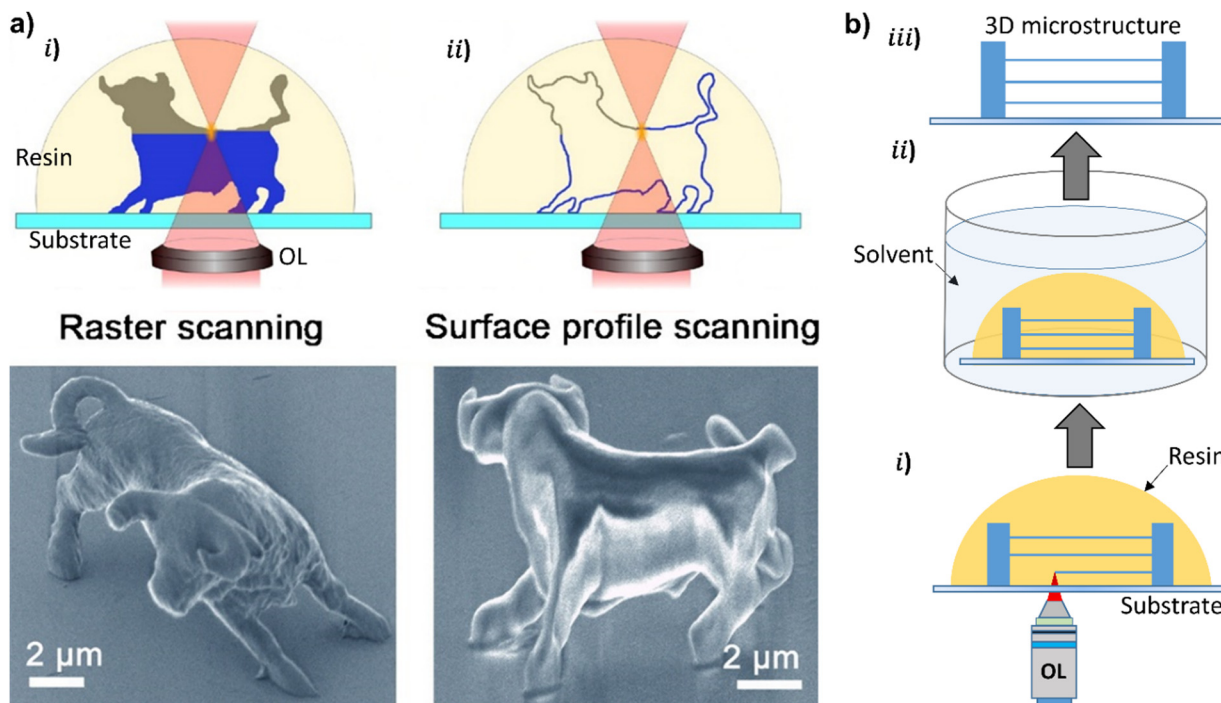 a)
i)
ii)
Resin
Substrate
OL
Raster scanning
Surface profile scanning
2 μm
2 μm
b)
iii)
3D microstructure
ii)
Solvent
i)
Resin
Substrate
OL